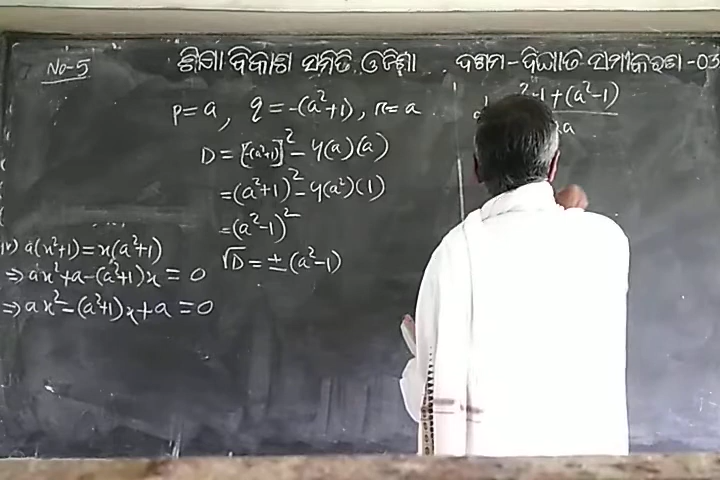 No-5
ଶିକ୍ଷା ବିକାଶ ସମିତି ଓଡ଼ିଶା
ଦଶମ - ଦ୍ବିଘାତ ସମୀକରଣ - 03
iv) a(x²+1) = x(a²+1)
⇒ ax²+a-(a²+1)x = 0
⇒ ax²-(a²+1)x+a = 0
p = a, q = -(a²+1), r = a
D = [-(a²+1)]² - 4(a)(a)
= (a²+1)² - 4(a²)(1)
= (a²-1)²
√D = ± (a²-1)
+(a²-1)
a